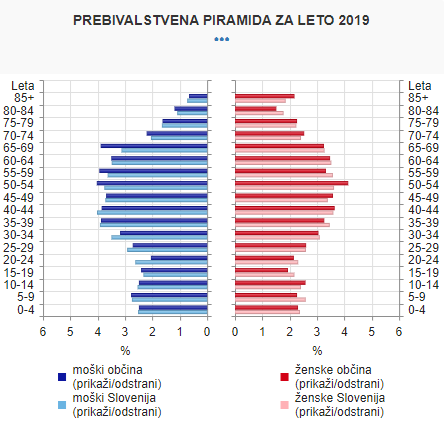 PREBIVALSTVENA PIRAMIDA ZA LETO 2019
Leta Leta
85+ 85+
80-84 80-84
75-79 75-79
70-74 70-74
65-69 65-69
60-64 60-64
55-59 55-59
50-54 50-54
45-49 45-49
40-44 40-44
35-39 35-39
30-34 30-34
25-29 25-29
20-24 20-24
15-19 15-19
10-14 10-14
5-9 5-9
0-4 0-4
6 5 4 3 2 1 0 0 1 2 3 4 5 6
% %
moški občina ženske občina
(prikaži/odstrani) (prikaži/odstrani)
moški Slovenija ženske Slovenija
(prikaži/odstrani) (prikaži/odstrani)